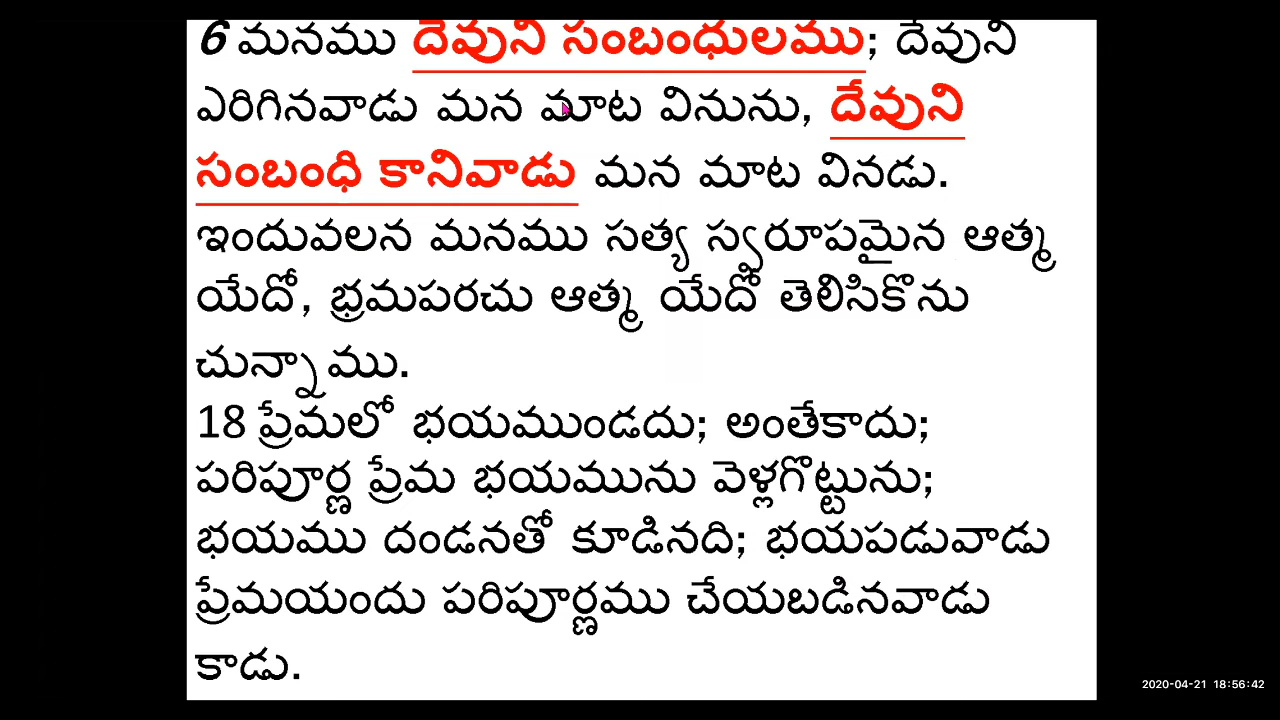 6 మనము దేవుని సంబంధులము; దేవుని
ఎరిగినవాడు మన మాట వినును, దేవుని
సంబంధి కానివాడు మన మాట వినడు.
ఇందువలన మనము సత్య స్వరూపమైన ఆత్మ
యేదో, భ్రమపరచు ఆత్మ యేదో తెలిసికొను
చున్నాము.
18 ప్రేమలో భయముండదు; అంతేకాదు;
పరిపూర్ణ ప్రేమ భయమును వెళ్లగొట్టును;
భయము దండనతో కూడినది; భయపడువాడు
ప్రేమయందు పరిపూర్ణము చేయబడినవాడు
కాడు.
2020-04-21 18:56:42